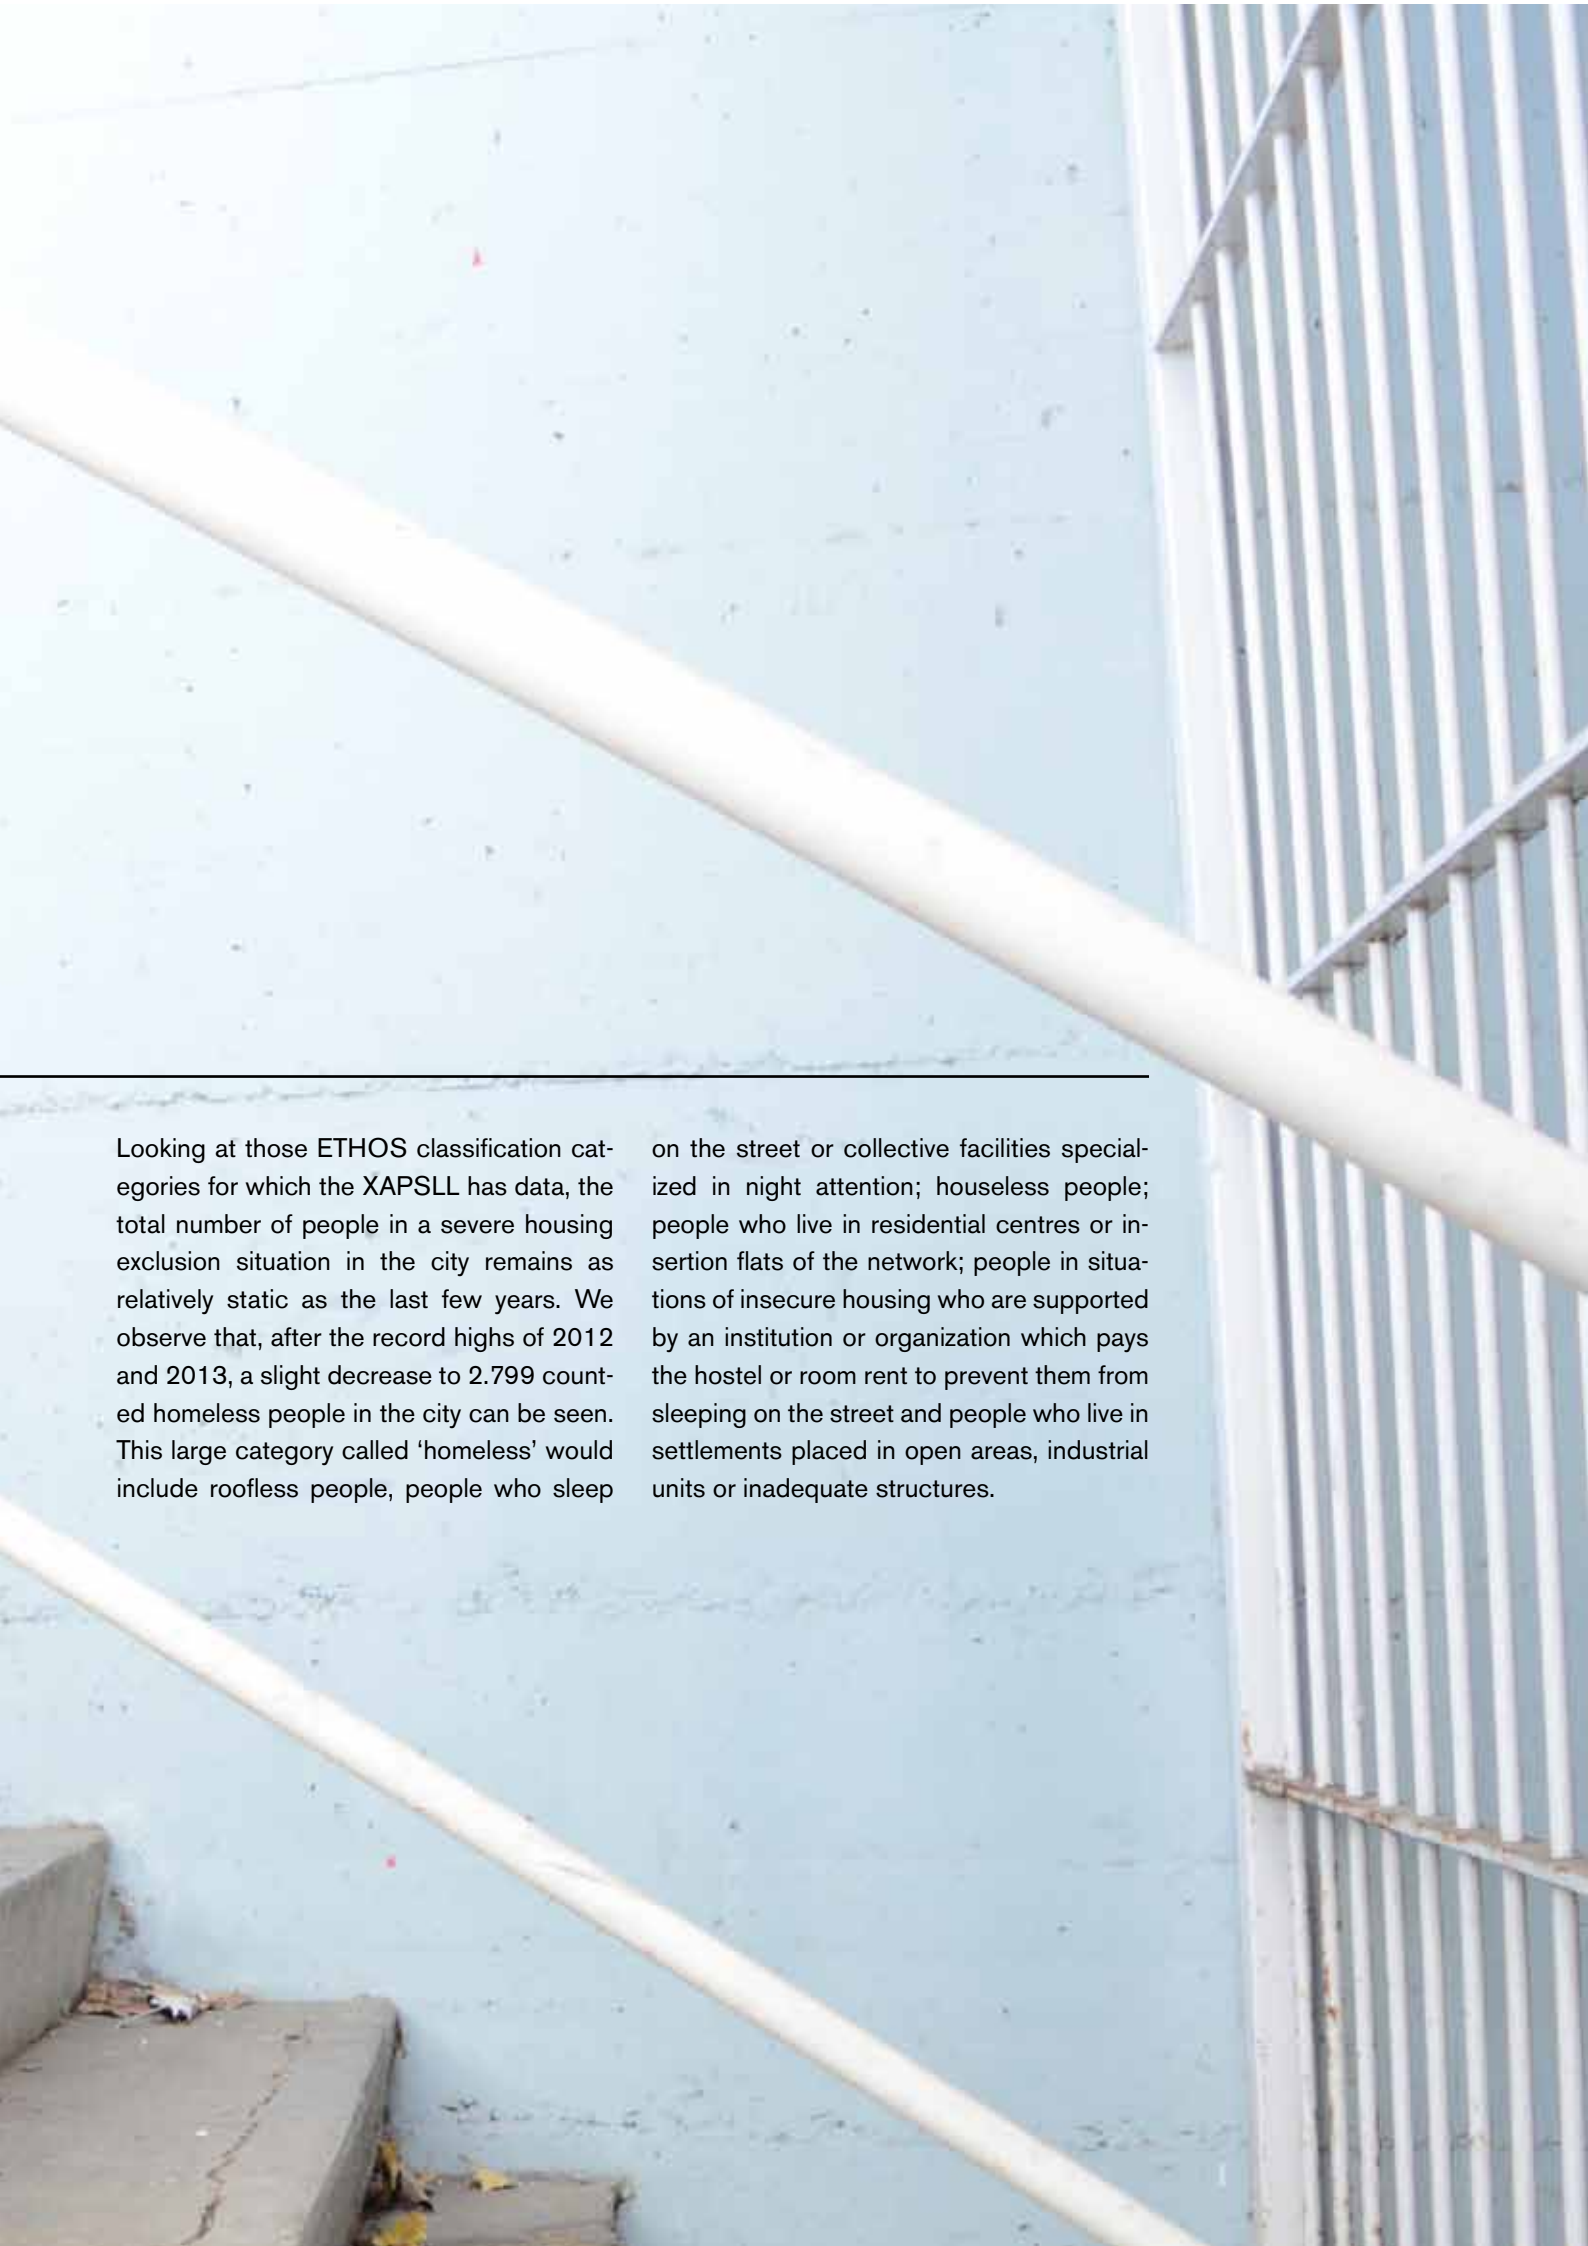 Looking at those ETHOS classification cat-
egories for which the XAPSLL has data, the
total number of people in a severe housing
exclusion situation in the city remains as
relatively static as the last few years. We
observe that, after the record highs of 2012
and 2013, a slight decrease to 2.799 count-
ed homeless people in the city can be seen.
This large category called ‘homeless’ would
include roofless people, people who sleep
on the street or collective facilities special-
ized in night attention; houseless people;
people who live in residential centres or in-
sertion flats of the network; people in situa-
tions of insecure housing who are supported
by an institution or organization which pays
the hostel or room rent to prevent them from
sleeping on the street and people who live in
settlements placed in open areas, industrial
units or inadequate structures.